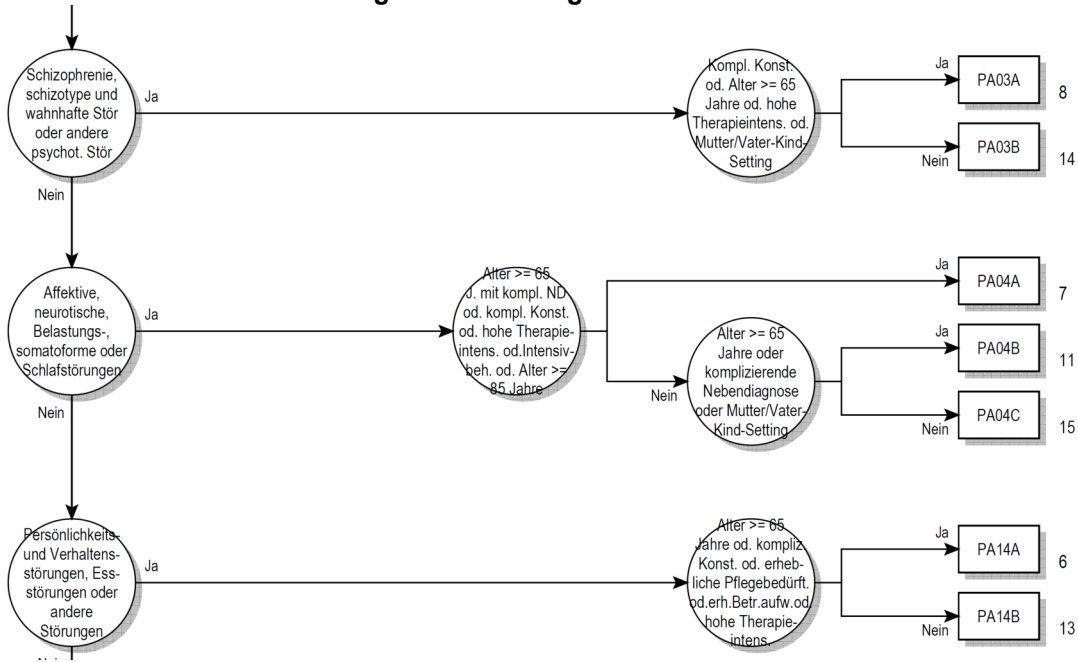 Schizophrenie,
schizotype und
wahnhafte Stör
oder andere
psychot. Stör
Ja
Kompl. Konst.
od. Alter >= 65
Jahre od. hohe
Therapieintens. od.
Mutter/Vater-Kind-
Setting
Ja
PA03A
8
Nein
PA03B
14
Nein
Affektive,
neurotische,
Belastungs-,
somatoforme oder
Schlafstörungen
Ja
Alter >= 65
J. mit kompl. ND
od. kompl. Konst.
od. hohe Therapie-
intens. od.Intensiv-
beh. od. Alter >=
85 Jahre
Ja
PA04A
7
Nein
Alter >= 65
Jahre oder
komplizierende
Nebendiagnose
oder Mutter/Vater-
Kind-Setting
Ja
PA04B
11
Nein
PA04C
15
Nein
Persönlichkeits-
und Verhaltens-
störungen, Ess-
störungen oder
andere
Störungen
Ja
Alter >= 65
Jahre od. kompliz.
Konst. od. erheb-
liche Pflegebedürft.
od.erh.Betr.aufw.od.
hohe Therapie-
intens.
Ja
PA14A
6
Nein
PA14B
13